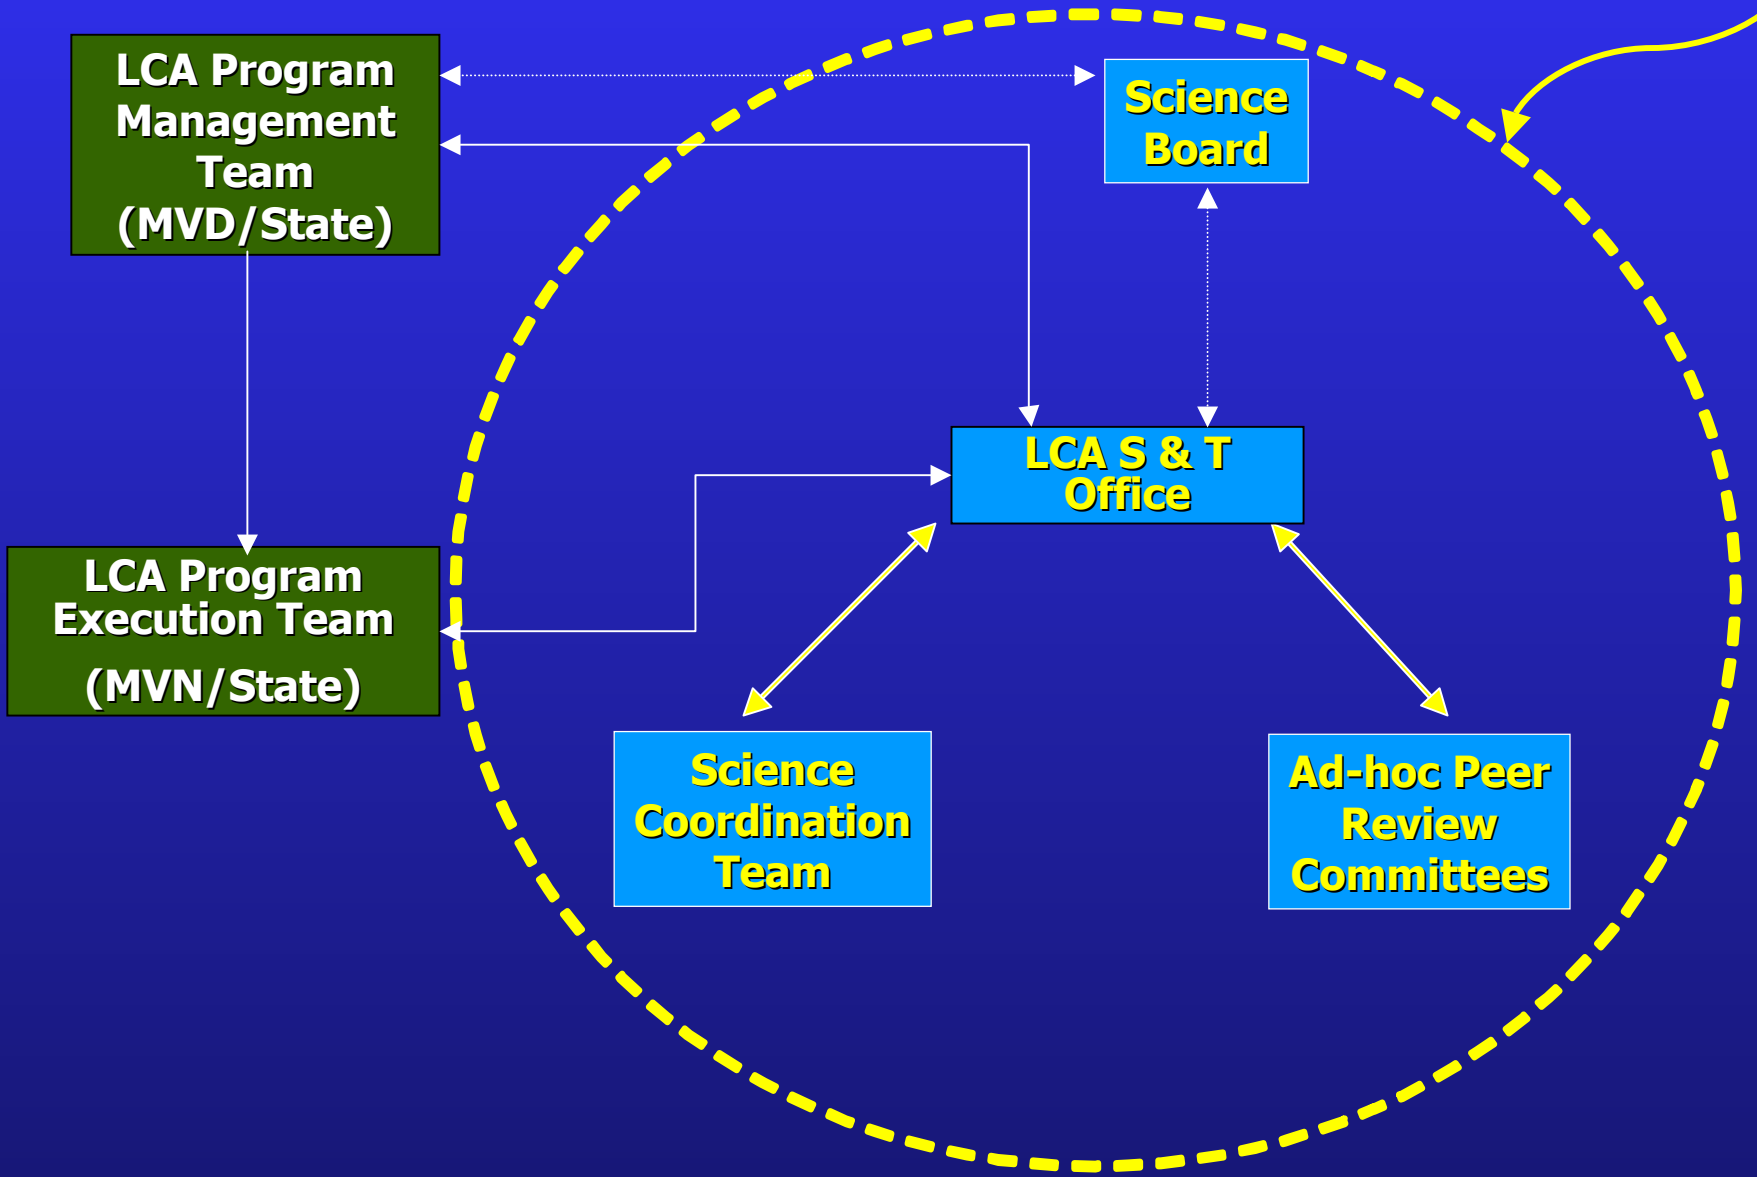 LCA Program
Management
Team
(MVD/State)
Science
Board
LCA S & T
Office
LCA Program
Execution Team
(MVN/State)
Science
Coordination
Team
Ad-hoc Peer
Review
Committees